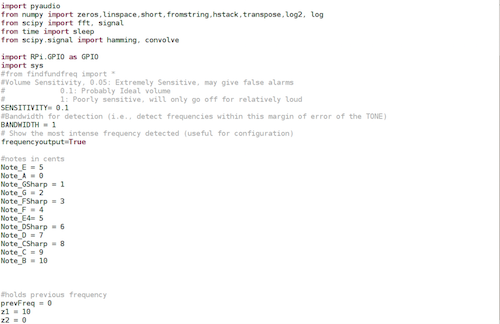 import pyaudio
from numpy import zeros,linspace,short,fromstring,hstack,transpose,log2, log
from scipy import fft, signal
from time import sleep
from scipy.signal import hamming, convolve
import RPi.GPIO as GPIO
import sys
#from findfundfreq import *
#Volume Sensitivity, 0.05: Extremely Sensitive, may give false alarms
# 0.1: Probably Ideal volume
# 1: Poorly sensitive, will only go off for relatively loud
SENSITIVITY= 0.1
#Bandwidth for detection (i.e., detect frequencies within this margin of error of the TONE)
BANDWIDTH = 1
# Show the most intense frequency detected (useful for configuration)
frequencyoutput=True
#notes in cents
Note_E = 5
Note_A = 0
Note_GSharp = 1
Note_G = 2
Note_FSharp = 3
Note_F = 4
Note_E4= 5
Note_DSharp = 6
Note_D = 7
Note_CSharp = 8
Note_C = 9
Note_B = 10
#holds previous frequency
prevFreq = 0
z1 = 10
z2 = 0